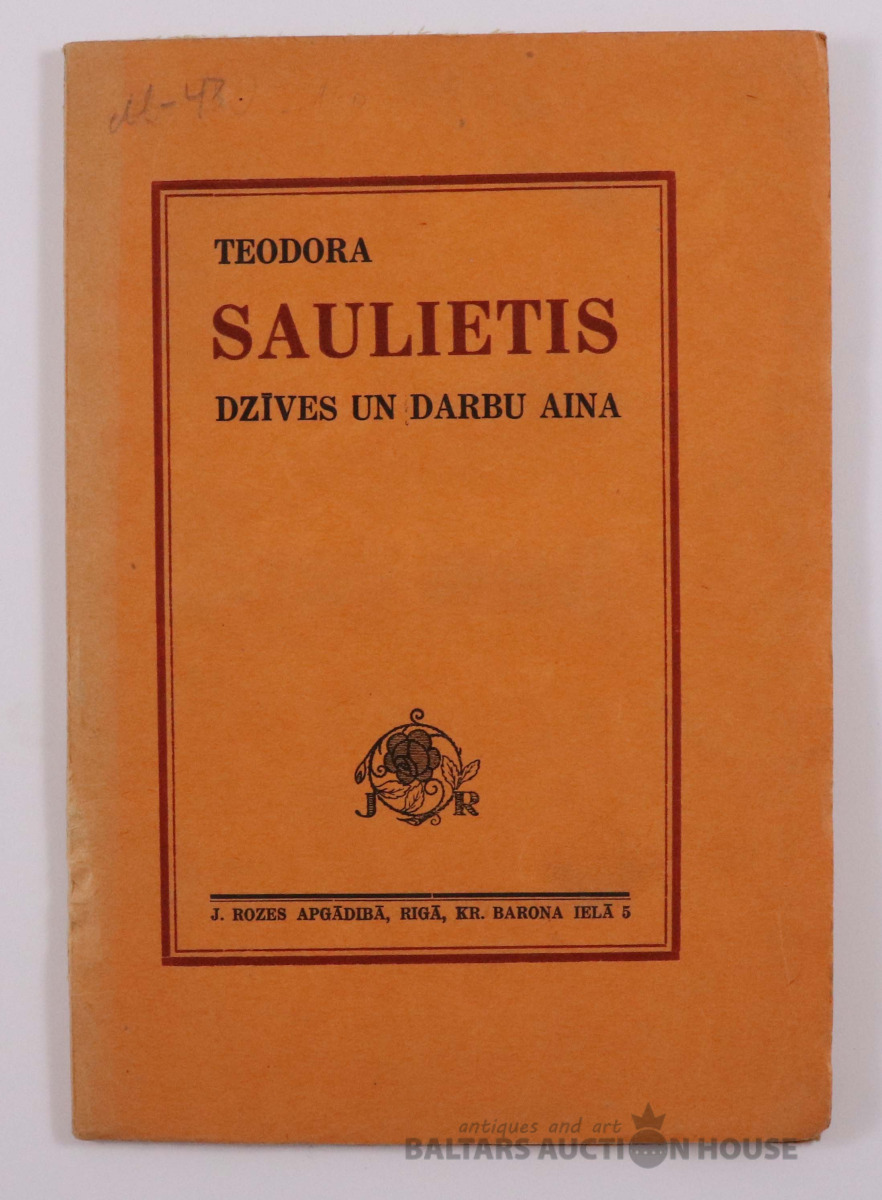 M-48
TEODORA
SAULIETIS
DZĪVES UN DARBU AINA
J R
J. ROZES APGĀDIBĀ, RIGĀ, KR. BARONA IELĀ 5
antiques and art
BALTARS AUCTION HOUSE